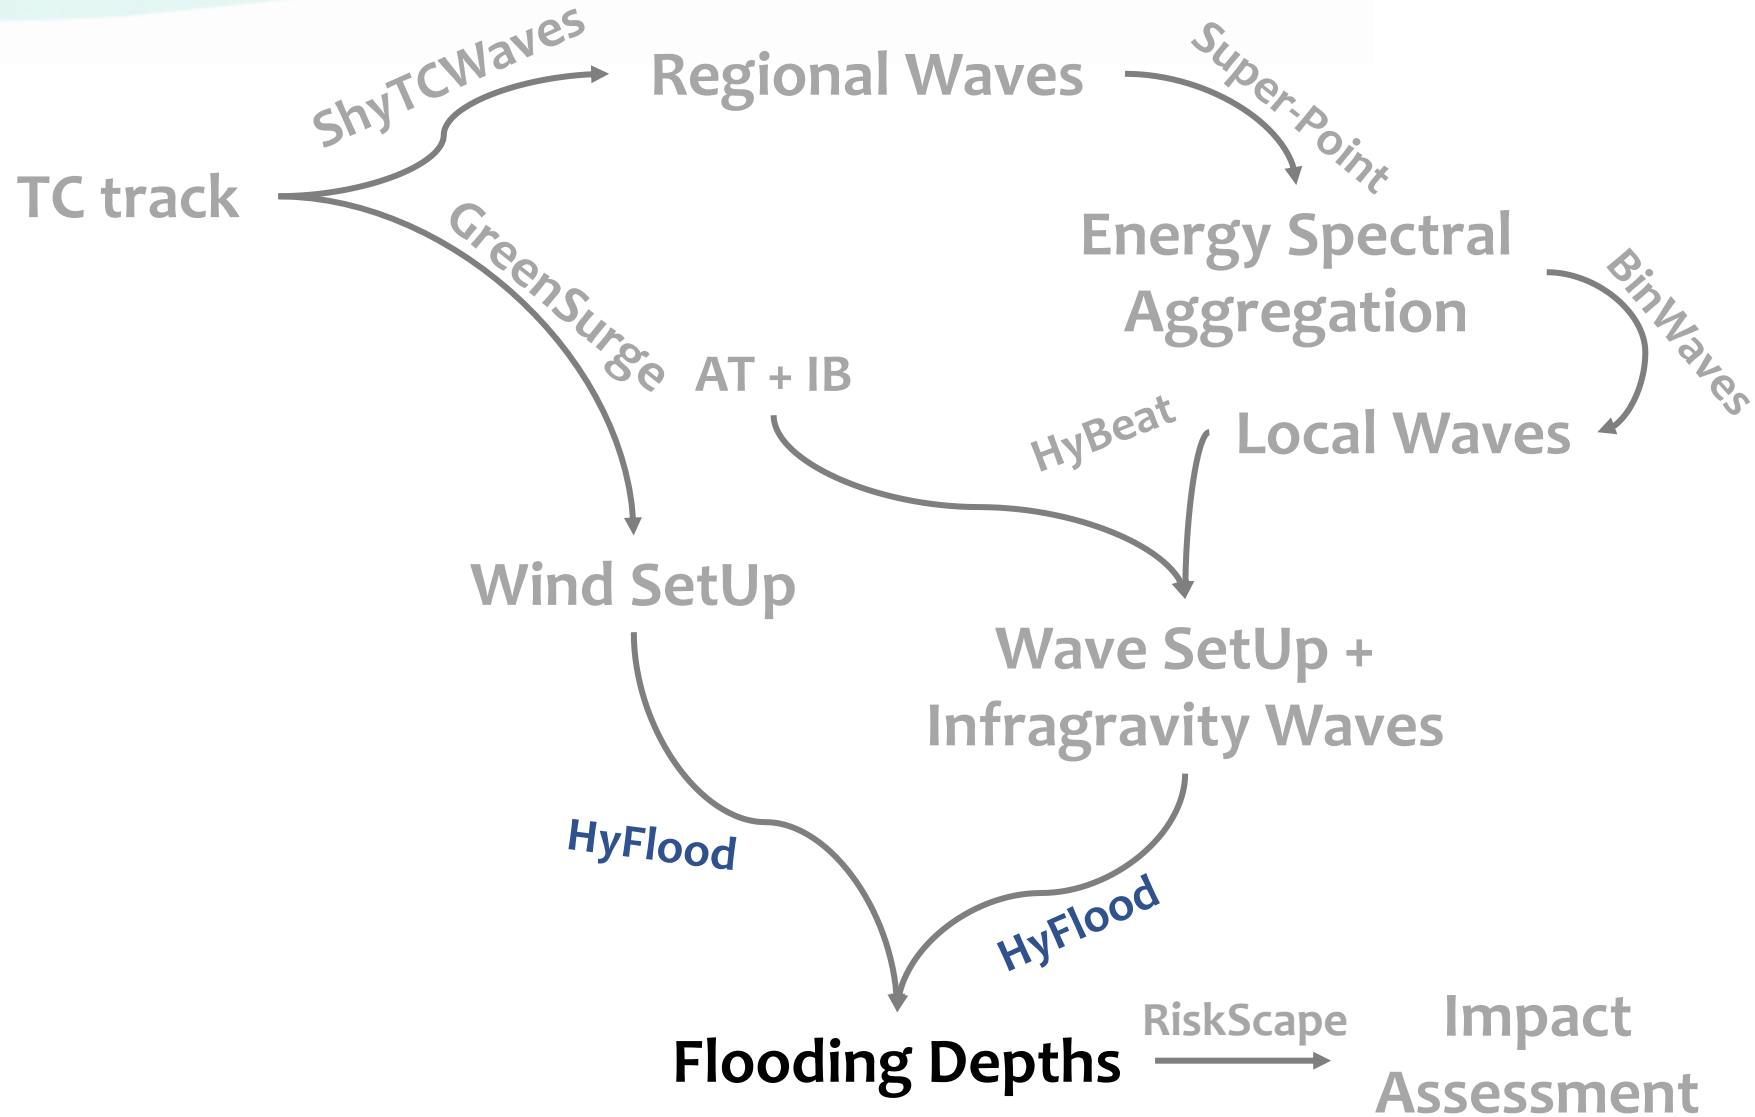 ShyTCWaves
Regional Waves
Super-Point
TC track
GreenSurge
Energy Spectral
Aggregation
BinWaves
AT + IB
HyBeat
Local Waves
Wind SetUp
Wave SetUp +
Infragravity Waves
HyFlood
HyFlood
Flooding Depths
RiskScape
Impact
Assessment